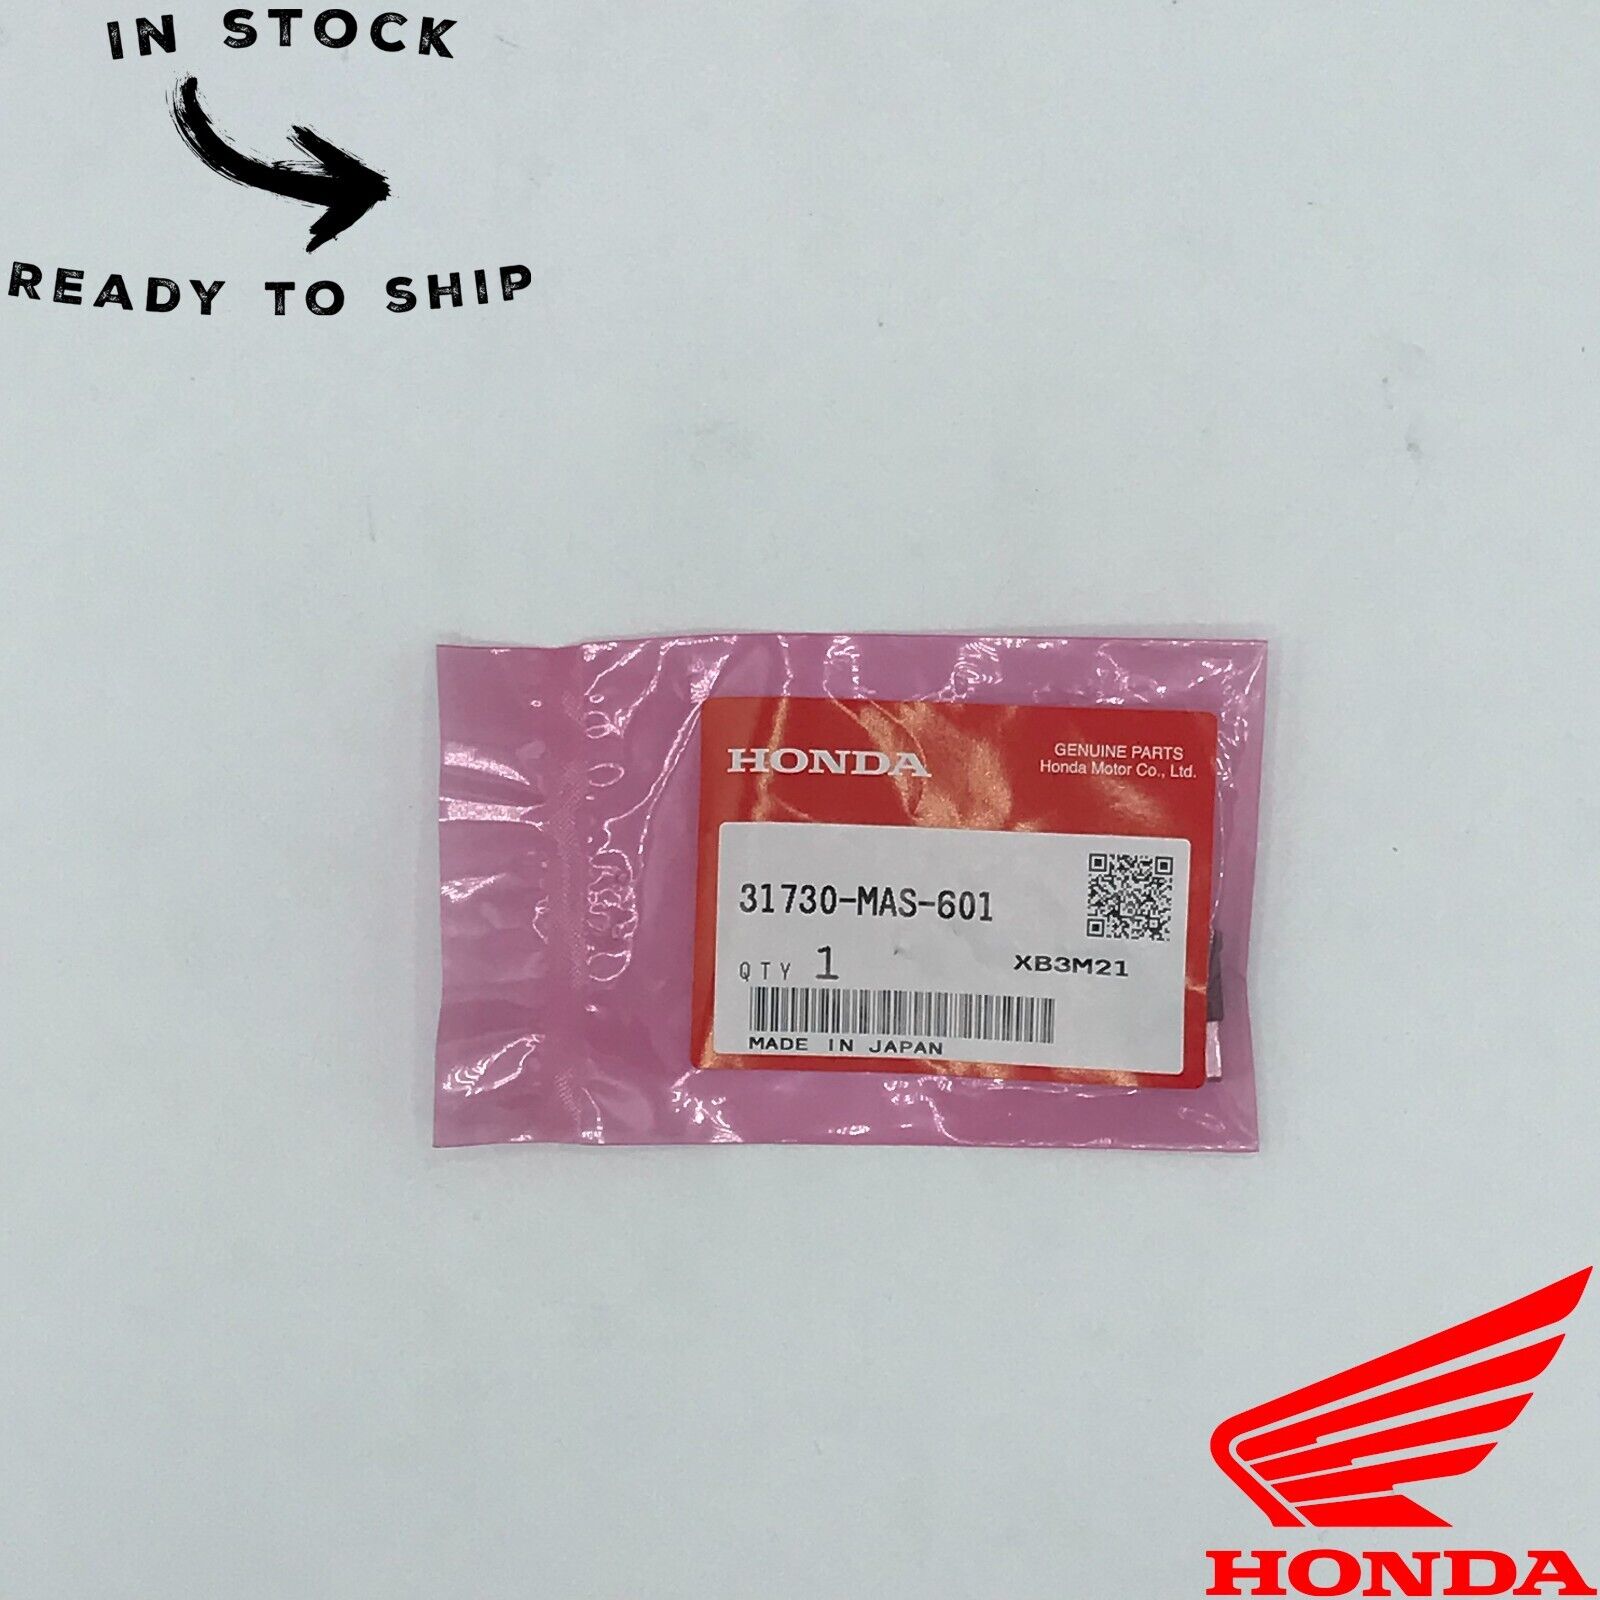 IN STOCK
READY TO SHIP
HONDA
GENUINE PARTS
Honda Motor Co., Ltd.
31730-MAS-601
QTY 1
XB3M21
MADE IN JAPAN
HONDA